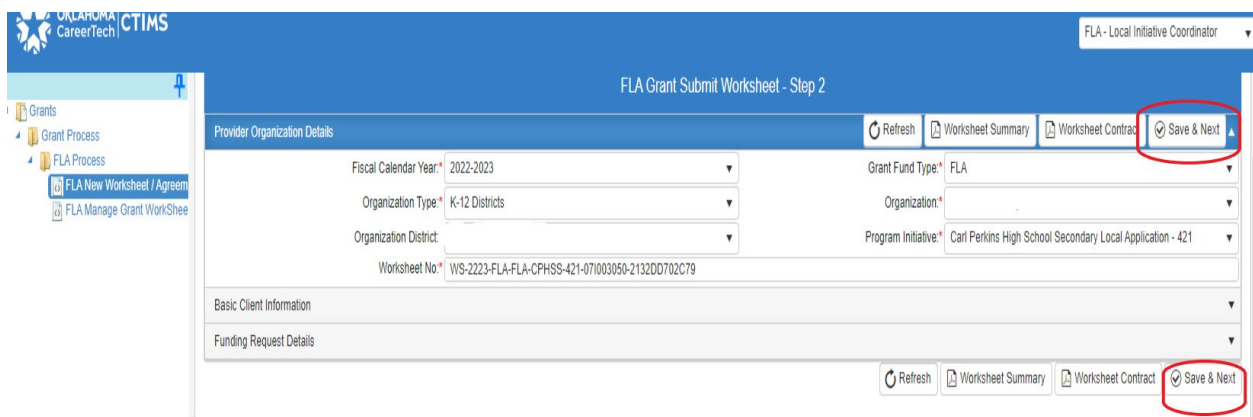 OKLAHOMA
CareerTech CTIMS
FLA - Local Initiative Coordinator
FLA Grant Submit Worksheet - Step 2
Grants
Grant Process
FLA Process
FLA New Worksheet / Agreem
FLA Manage Grant WorkShee
Provider Organization Details Refresh Worksheet Summary Worksheet Contrac Save & Next
Fiscal Calendar Year:* 2022-2023 Grant Fund Type:* FLA
Organization Type:* K-12 Districts Organization:*
Organization District: Program Initiative:* Carl Perkins High School Secondary Local Application - 421
Worksheet No:* WS-2223-FLA-FLA-CPHSS-421-07I003050-2132DD702C79
Basic Client Information
Funding Request Details
Refresh Worksheet Summary Worksheet Contract Save & Next